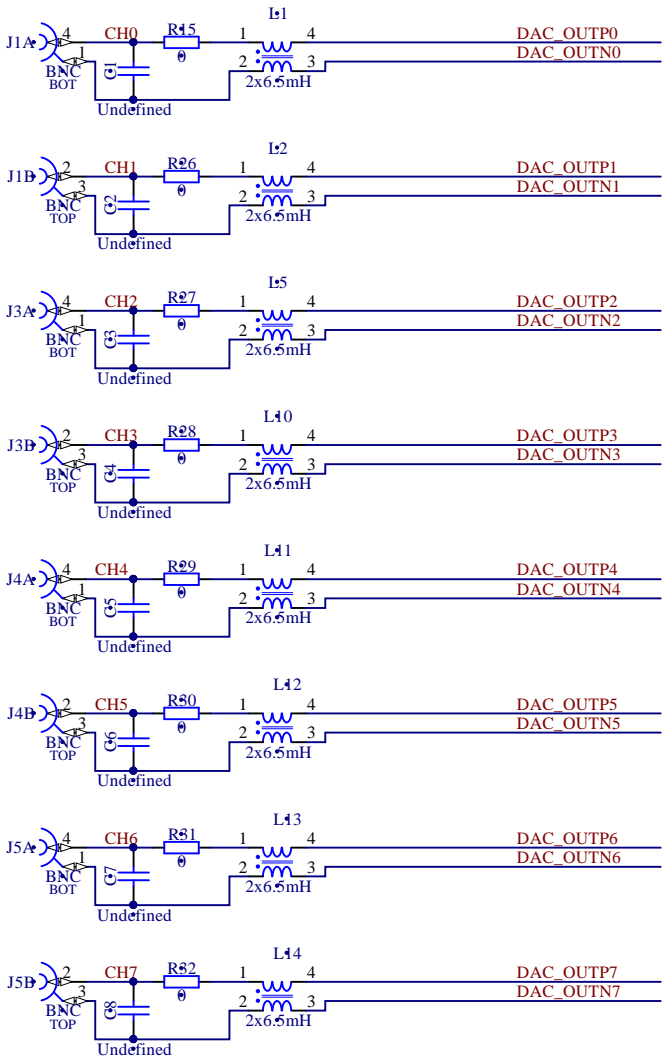 L1
J1A 4 CH0 R15 1 4 DAC_OUTP0
1 C1 0 2 3 DAC_OUTN0
BNC 2x6.5mH
BOT
Undefined
L2
J1B 2 CH1 R26 1 4 DAC_OUTP1
3 C2 0 2 3 DAC_OUTN1
BNC 2x6.5mH
TOP
Undefined
L5
J3A 4 CH2 R27 1 4 DAC_OUTP2
1 C3 0 2 3 DAC_OUTN2
BNC 2x6.5mH
BOT
Undefined
L10
J3B 2 CH3 R28 1 4 DAC_OUTP3
3 C4 0 2 3 DAC_OUTN3
BNC 2x6.5mH
TOP
Undefined
L11
J4A 4 CH4 R29 1 4 DAC_OUTP4
1 C5 0 2 3 DAC_OUTN4
BNC 2x6.5mH
BOT
Undefined
L12
J4B 2 CH5 R30 1 4 DAC_OUTP5
3 C6 0 2 3 DAC_OUTN5
BNC 2x6.5mH
TOP
Undefined
L13
J5A 4 CH6 R31 1 4 DAC_OUTP6
1 C7 0 2 3 DAC_OUTN6
BNC 2x6.5mH
BOT
Undefined
L14
J5B 2 CH7 R32 1 4 DAC_OUTP7
3 C8 0 2 3 DAC_OUTN7
BNC 2x6.5mH
TOP
Undefined